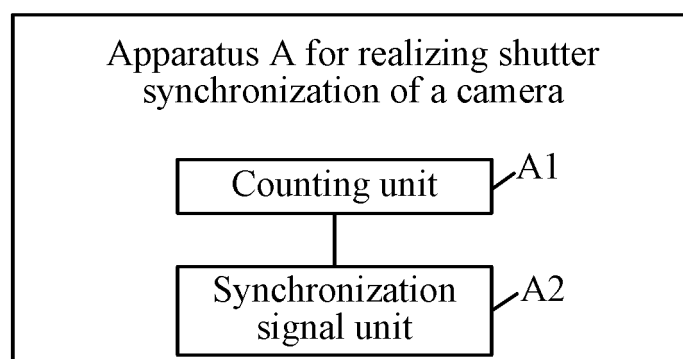 Apparatus A for realizing shutter
synchronization of a camera
Counting unit
A1
Synchronization
signal unit
A2